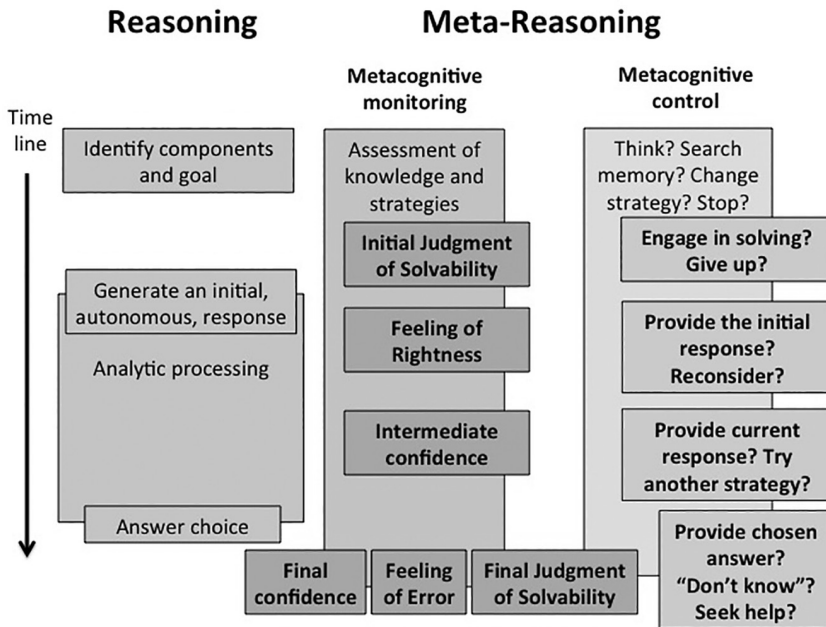 Reasoning
Meta-Reasoning
Metacognitive
monitoring
Metacognitive
control
Time
line
Identify components
and goal
Assessment of
knowledge and
strategies
Think? Search
memory? Change
strategy? Stop?
Initial Judgment
of Solvability
Engage in solving?
Give up?
Generate an initial,
autonomous, response
Feeling of
Rightness
Provide the initial
response?
Reconsider?
Analytic processing
Intermediate
confidence
Provide current
response? Try
another strategy?
Answer choice
Final
confidence
Feeling
of Error
Final Judgment
of Solvability
Provide chosen
answer?
“Don’t know”?
Seek help?